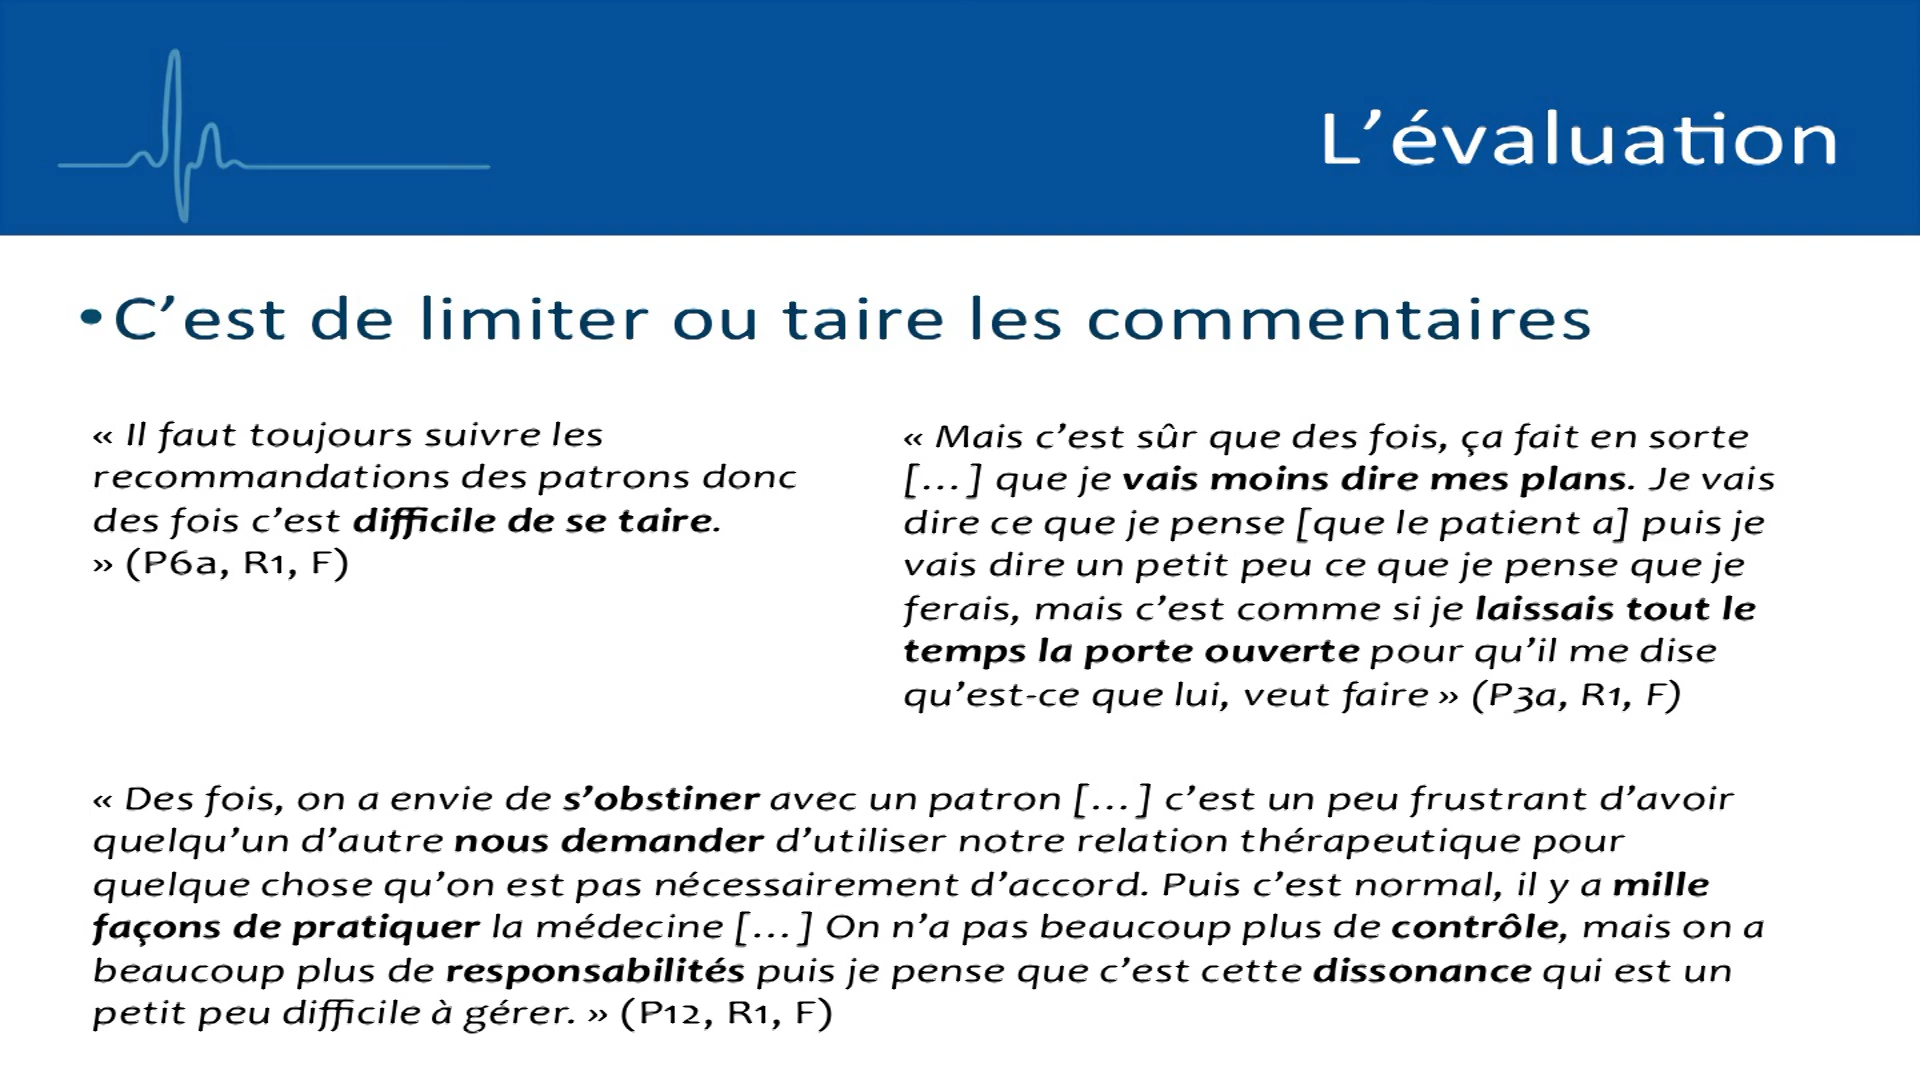 L'évaluation
•C'est de limiter ou taire les commentaires
« Il faut toujours suivre les
recommandations des patrons donc
des fois c'est difficile de se taire.
» (P6a, R1, F)
« Mais c'est sûr que des fois, ça fait en sorte
[...] que je vais moins dire mes plans. Je vais
dire ce que je pense [que le patient a] puis je
vais dire un petit peu ce que je pense que je
ferais, mais c'est comme si je laissais tout le
temps la porte ouverte pour qu'il me dise
qu'est-ce que lui, veut faire » (P3a, R1, F)
« Des fois, on a envie de s'obstiner avec un patron [...] c'est un peu frustrant d'avoir
quelqu'un d'autre nous demander d'utiliser notre relation thérapeutique pour
quelque chose qu'on est pas nécessairement d'accord. Puis c'est normal, il y a mille
façons de pratiquer la médecine [...] On n'a pas beaucoup plus de contrôle, mais on a
beaucoup plus de responsabilités puis je pense que c'est cette dissonance qui est un
petit peu difficile à gérer. » (P12, R1, F)